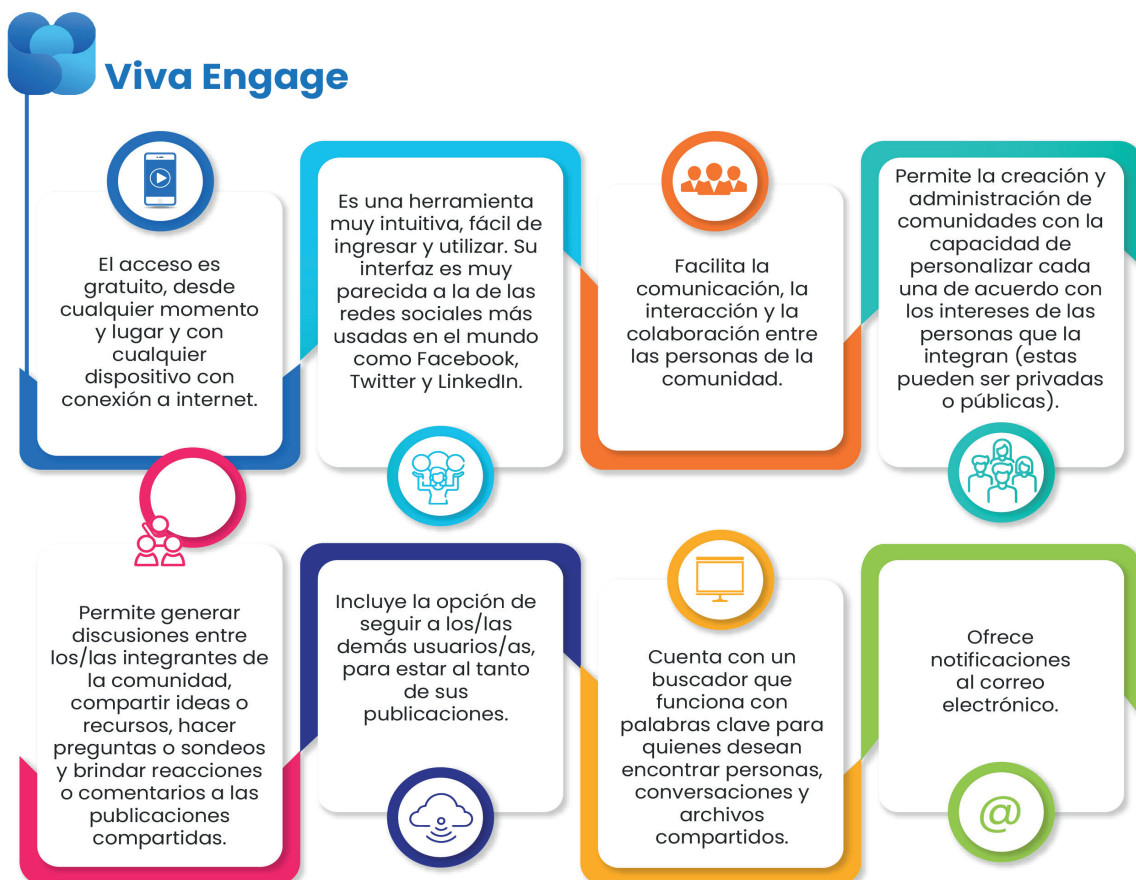 Viva Engage
El acceso es
gratuito, desde
cualquier momento
y lugar y con
cualquier
dispositivo con
conexión a internet.
Es una herramienta
muy intuitiva, fácil de
ingresar y utilizar. Su
interfaz es muy
parecida a la de las
redes sociales más
usadas en el mundo
como Facebook,
Twitter y LinkedIn.
Facilita la
comunicación, la
interacción y la
colaboración entre
las personas de la
comunidad.
Permite la creación y
administración de
comunidades con la
capacidad de
personalizar cada
una de acuerdo con
los intereses de las
personas que la
integran (estas
pueden ser privadas
o públicas).
Permite generar
discusiones entre
los/las integrantes de
la comunidad,
compartir ideas o
recursos, hacer
preguntas o sondeos
y brindar reacciones
o comentarios a las
publicaciones
compartidas.
Incluye la opción de
seguir a los/las
demás usuarios/as,
para estar al tanto
de sus
publicaciones.
Cuenta con un
buscador que
funciona con
palabras clave para
quienes desean
encontrar personas,
conversaciones y
archivos
compartidos.
Ofrece
notificaciones
al correo
electrónico.
@